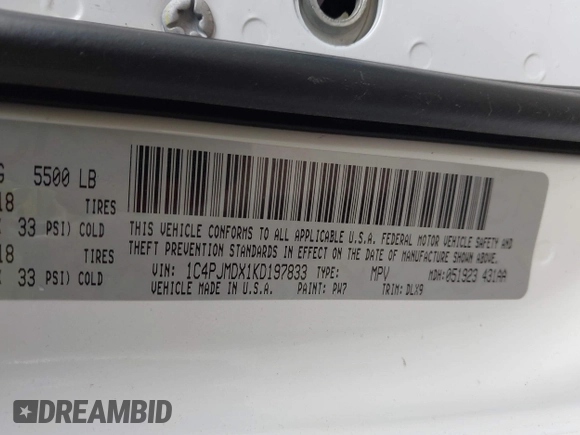 G 5500 LB
18 TIRES
E 33 PSI) COLD
18 TIRES
E 33 PSI) COLD
THIS VEHICLE CONFORMS TO ALL APPLICABLE U.S.A. FEDERAL MOTOR VEHICLE SAFETY AND
THEFT PREVENTION STANDARDS IN EFFECT ON THE DATE OF MANUFACTURE SHOWN ABOVE.
VIN: 1C4PJMDX1KD197833 TYPE: MPV MDH:051923 431AA
VEHICLE MADE IN U.S.A. PAINT: PW7 TRIM: DLX9
DREAMBID